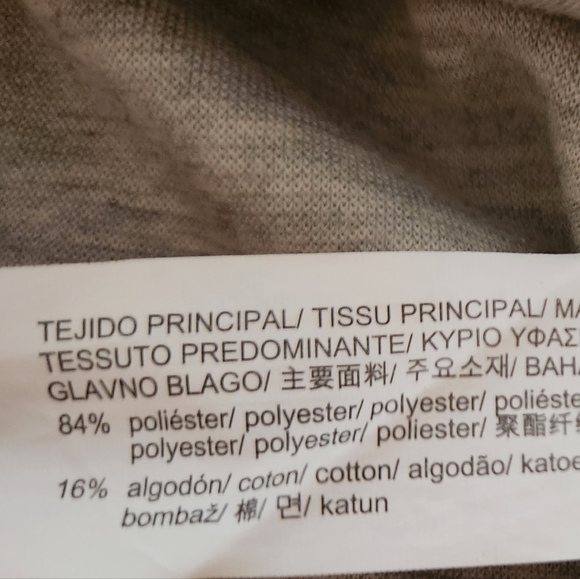 TEJIDO PRINCIPAL/ TISSU PRINCIPAL/
TESSUTO PREDOMINANTE/ ΚΥΡΙΟ
GLAVNO BLAGO/ 主要面料/ 주요소재/
84% poliéster/ polyester/ polyester/
polyester/ polyester/ poliester/
16% algodón/ coton/ cotton/ algodão/
bombaž/ 棉/ 면/ katun